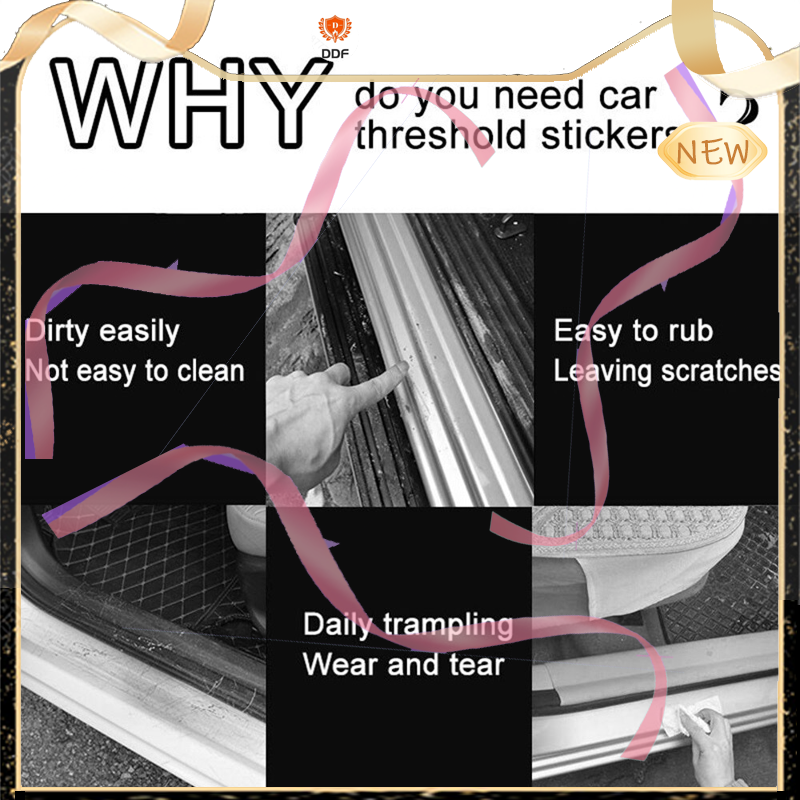 D
DDF
WHY
do you need car
threshold stickers
?
NEW
Dirty easily
Not easy to clean
Easy to rub
Leaving scratches
Daily trampling
Wear and tear